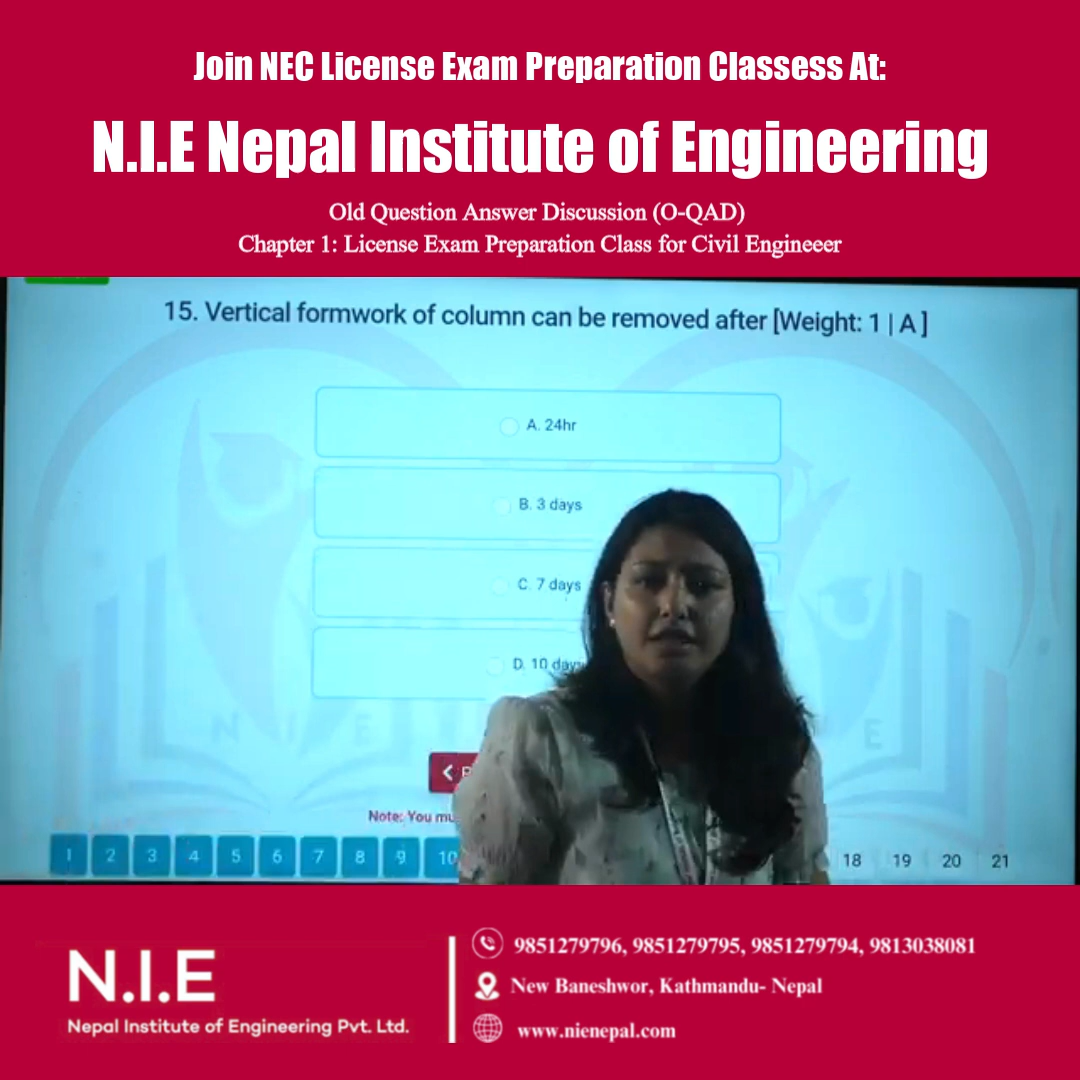 Join NEC License Exam Preparation Classess At:
N.I.E Nepal Institute of Engineering
Old Question Answer Discussion (O-QAD)
Chapter 1: License Exam Preparation Class for Civil Engineeer
15. Vertical formwork of column can be removed after [Weight: 1 | A ]
A. 24hr
B. 3 days
C. 7 days
D. 10 days
N I E
E
Note: You mu
1 2 3 4 5 6 7 8 9 10 18 19 20 21
N.I.E
Nepal Institute of Engineering Pvt. Ltd.
9851279796, 9851279795, 9851279794, 9813038081
New Baneshwor, Kathmandu- Nepal
www.nienepal.com